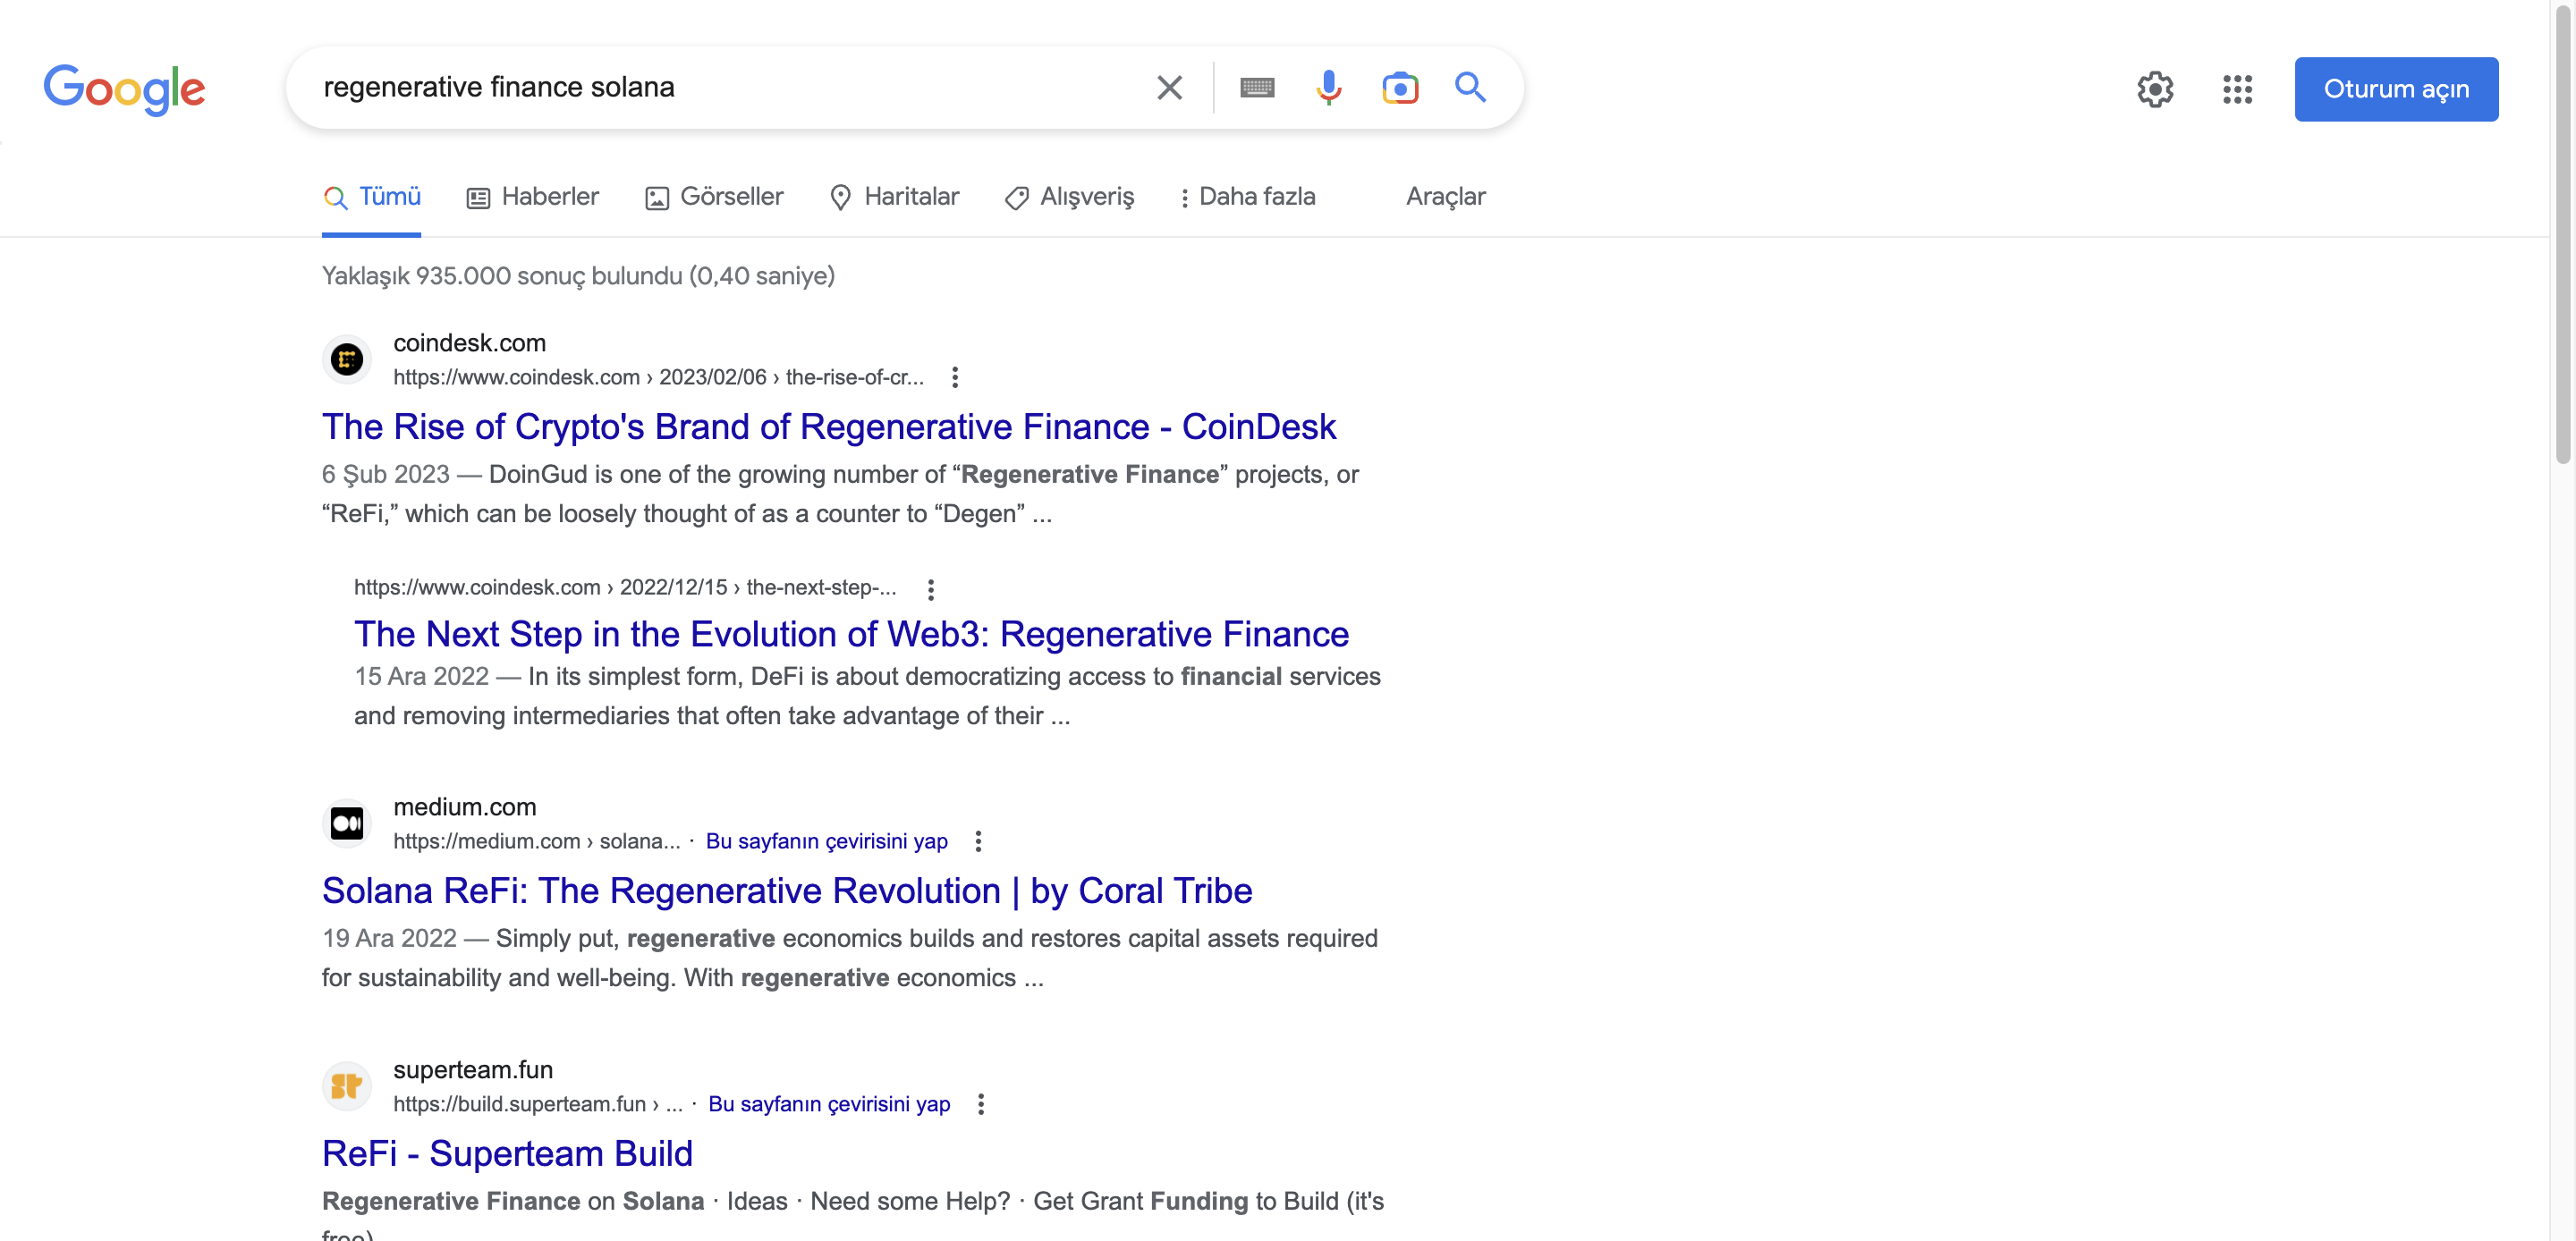 Google
regenerative finance solana
Oturum açın
Tümü Haberler Görseller Haritalar Alışveriş Daha fazla Araçlar
Yaklaşık 935.000 sonuç bulundu (0,40 saniye)
coindesk.com
https://www.coindesk.com › 2023/02/06 › the-rise-of-cr...
The Rise of Crypto's Brand of Regenerative Finance - CoinDesk
6 Şub 2023 — DoinGud is one of the growing number of “Regenerative Finance” projects, or
“ReFi,” which can be loosely thought of as a counter to “Degen” ...
https://www.coindesk.com › 2022/12/15 › the-next-step-...
The Next Step in the Evolution of Web3: Regenerative Finance
15 Ara 2022 — In its simplest form, DeFi is about democratizing access to financial services
and removing intermediaries that often take advantage of their ...
medium.com
https://medium.com › solana... · Bu sayfanın çevirisini yap
Solana ReFi: The Regenerative Revolution | by Coral Tribe
19 Ara 2022 — Simply put, regenerative economics builds and restores capital assets required
for sustainability and well-being. With regenerative economics ...
superteam.fun
https://build.superteam.fun › ... · Bu sayfanın çevirisini yap
ReFi - Superteam Build
Regenerative Finance on Solana · Ideas · Need some Help? · Get Grant Funding to Build (it's
free)